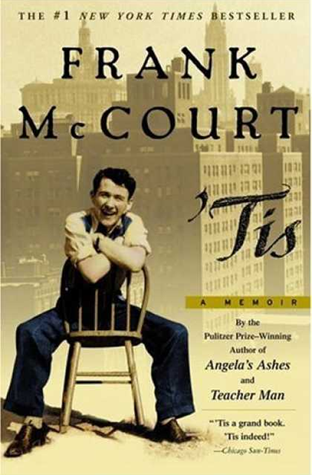 THE #1 NEW YORK TIMES BESTSELLER
FRANK
McCOURT
'Tis
A MEMOIR
By the
Pulitzer Prize–Winning
Author of
Angela's Ashes
and
Teacher Man
"'Tis a grand book.
'Tis indeed!"
—Chicago Sun-Times